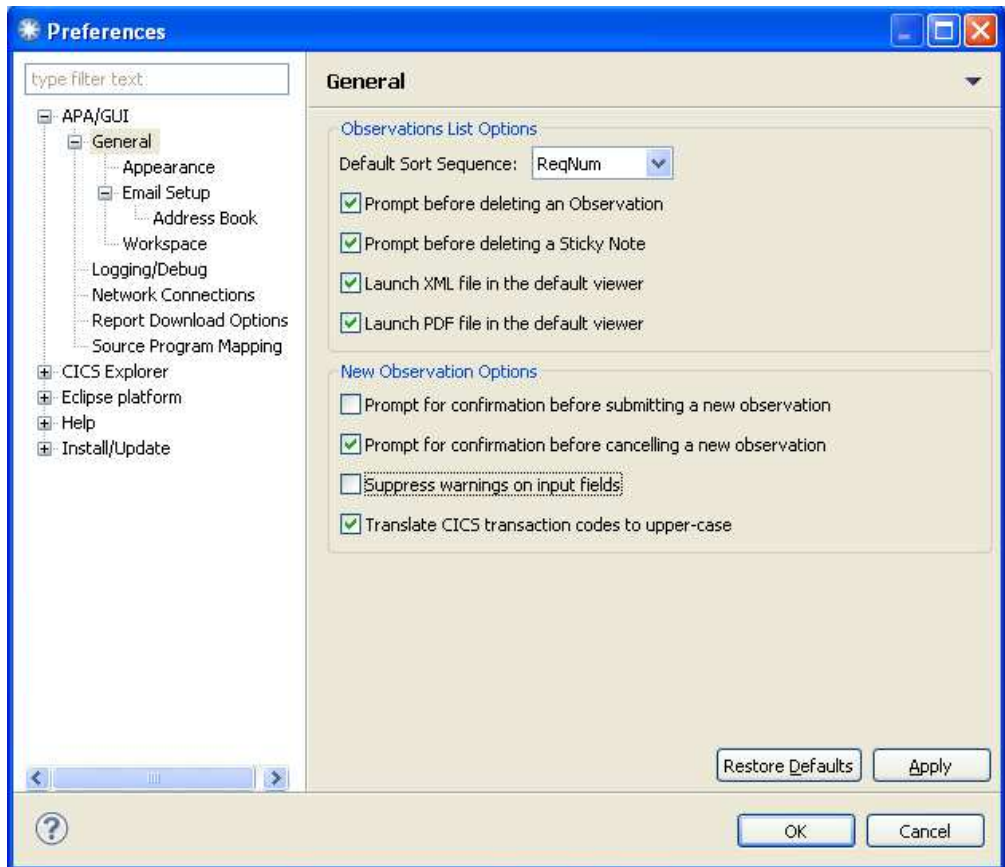 Preferences
type filter text
APA/GUI
General
Appearance
Email Setup
Address Book
Workspace
Logging/Debug
Network Connections
Report Download Options
Source Program Mapping
CICS Explorer
Eclipse platform
Help
Install/Update
General
Observations List Options
Default Sort Sequence: ReqNum
Prompt before deleting an Observation
Prompt before deleting a Sticky Note
Launch XML file in the default viewer
Launch PDF file in the default viewer
New Observation Options
Prompt for confirmation before submitting a new observation
Prompt for confirmation before cancelling a new observation
Suppress warnings on input fields
Translate CICS transaction codes to upper-case
Restore Defaults Apply
OK Cancel